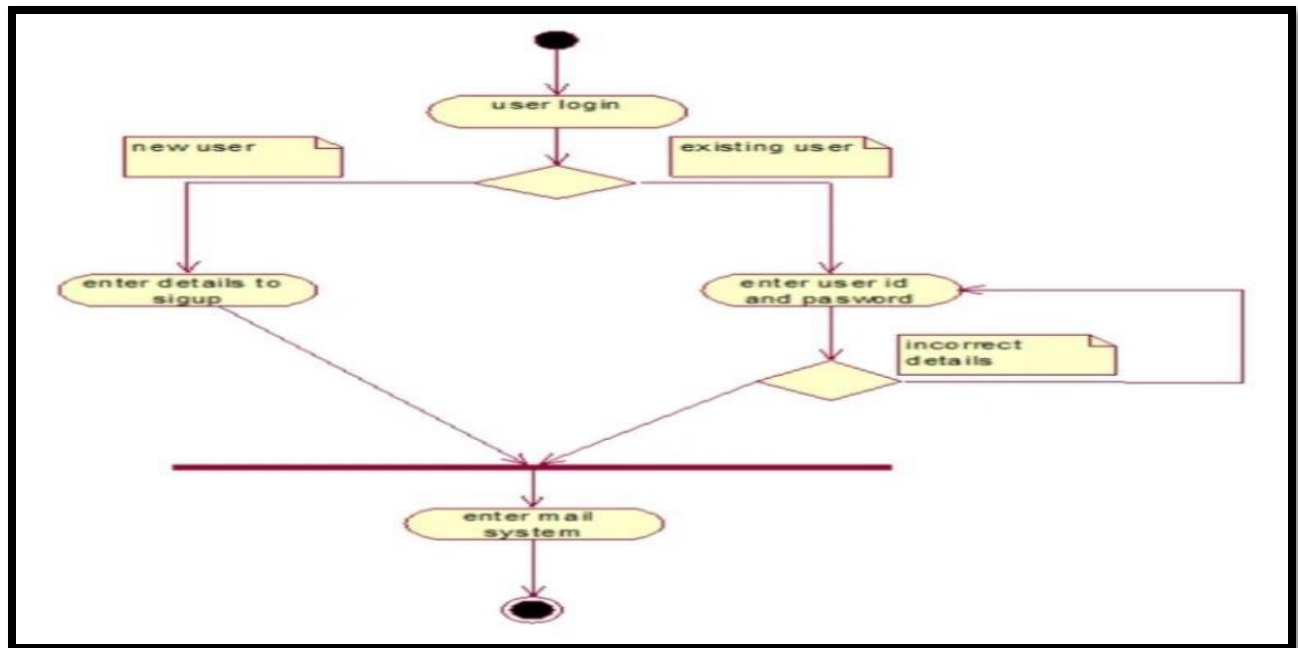 user login
new user
existing user
enter details to
sigup
enter user id
and pasword
incorrect
details
enter mail
system